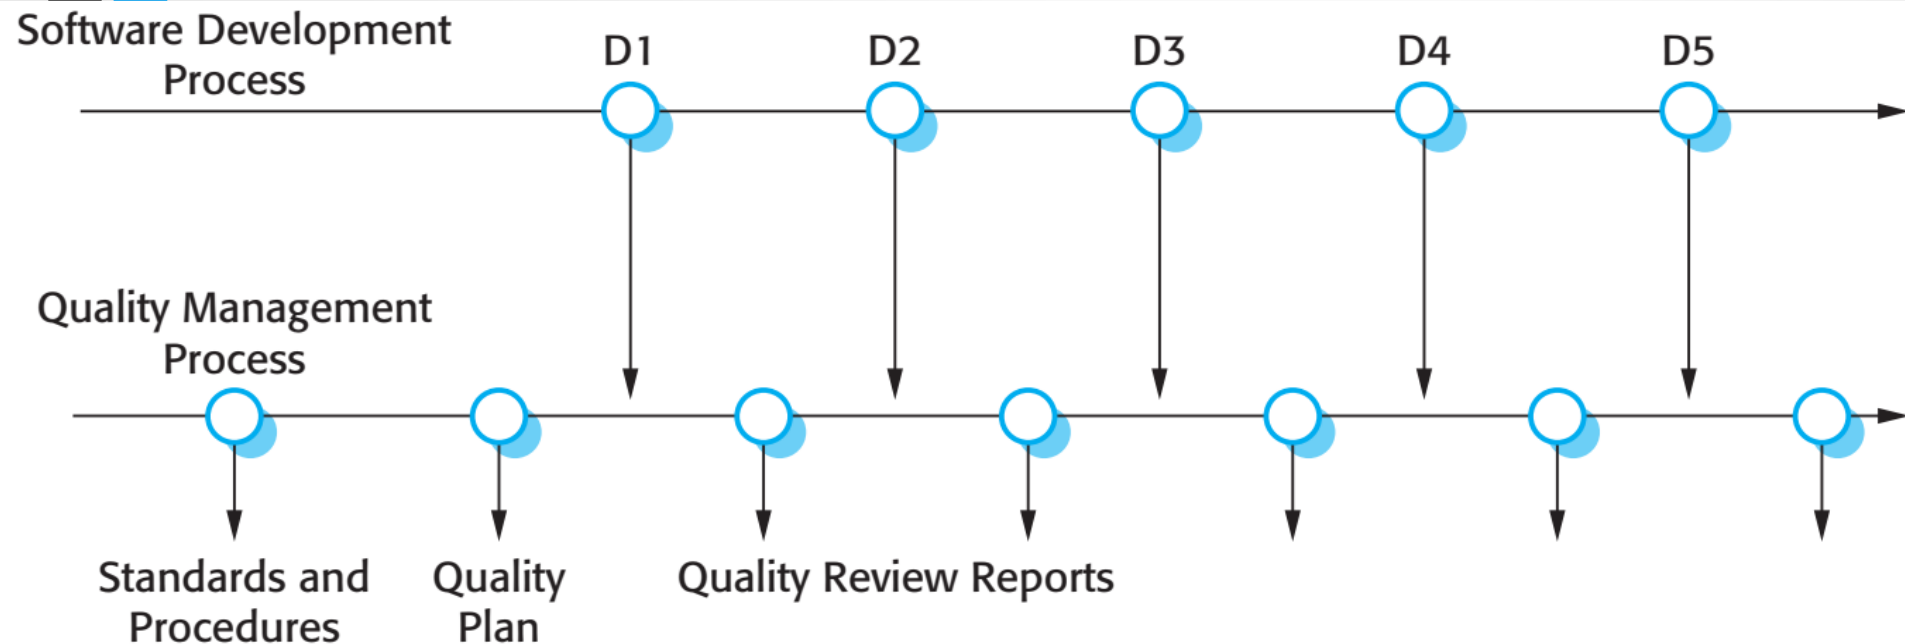 Software Development
Process
D1
D2
D3
D4
D5
Quality Management
Process
Standards and
Procedures
Quality
Plan
Quality Review Reports